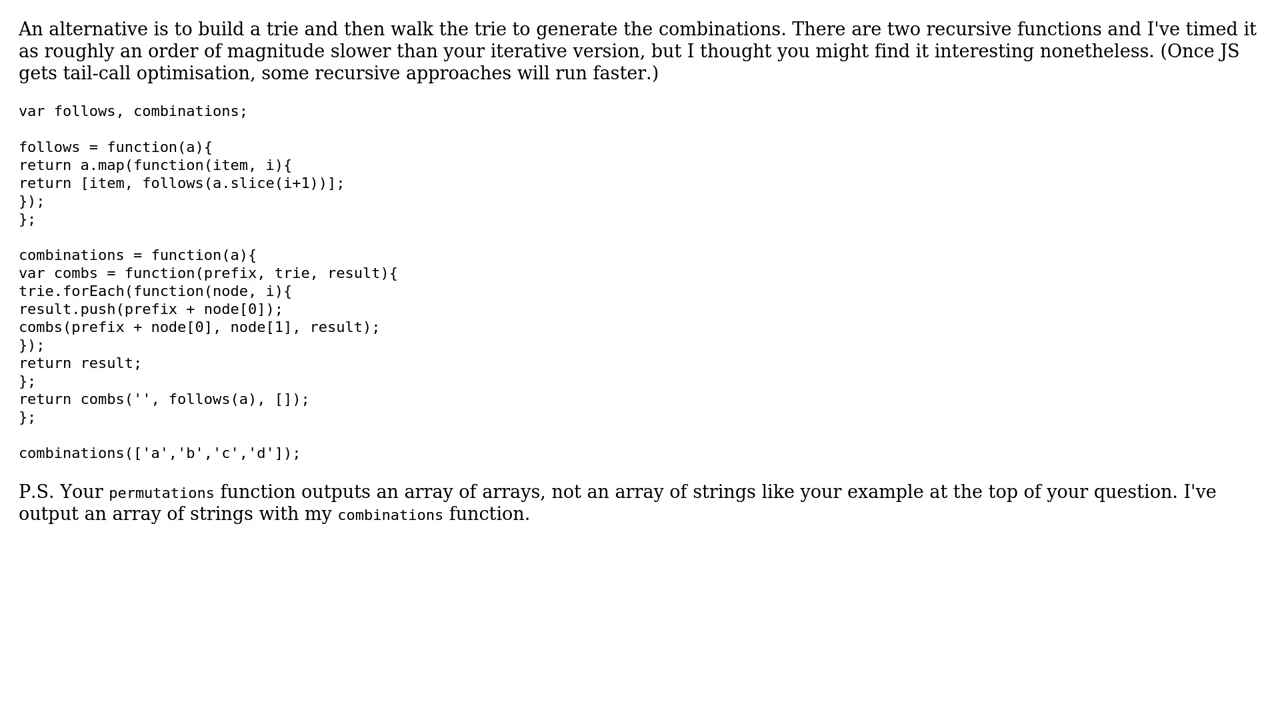 An alternative is to build a trie and then walk the trie to generate the combinations. There are two recursive functions and I've timed it
as roughly an order of magnitude slower than your iterative version, but I thought you might find it interesting nonetheless. (Once JS
gets tail-call optimisation, some recursive approaches will run faster.)
var follows, combinations;
follows = function(a){
return a.map(function(item, i){
return [item, follows(a.slice(i+1))];
});
};
combinations = function(a){
var combs = function(prefix, trie, result){
trie.forEach(function(node, i){
result.push(prefix + node[0]);
combs(prefix + node[0], node[1], result);
});
return result;
};
return combs('', follows(a), []);
};
combinations(['a','b','c','d']);
P.S. Your permutations function outputs an array of arrays, not an array of strings like your example at the top of your question. I've
output an array of strings with my combinations function.